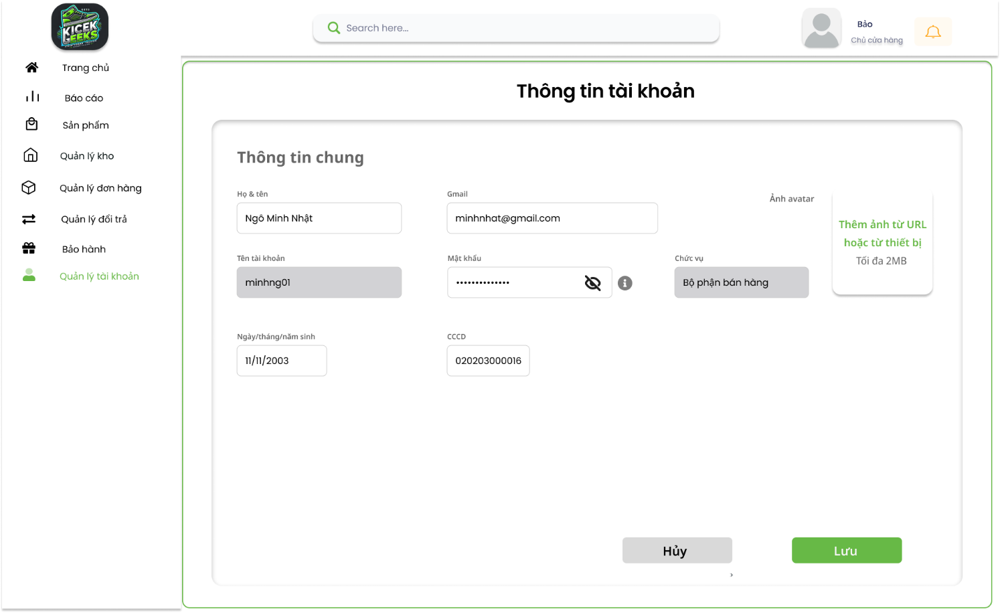 KICEK
GEEKS
Search here...
Bảo
Chủ cửa hàng
Trang chủ
Báo cáo
Sản phẩm
Quản lý kho
Quản lý đơn hàng
Quản lý đổi trả
Bảo hành
Quản lý tài khoản
Thông tin tài khoản
Thông tin chung
Họ & tên
Ngô Minh Nhật
Gmail
minhnhat@gmail.com
Ảnh avatar
Thêm ảnh từ URL
hoặc từ thiết bị
Tối đa 2MB
Tên tài khoản
minhng01
Mật khẩu
••••••••••••••
Chức vụ
Bộ phận bán hàng
Ngày/tháng/năm sinh
11/11/2003
CCCD
020203000016
Hủy
Lưu